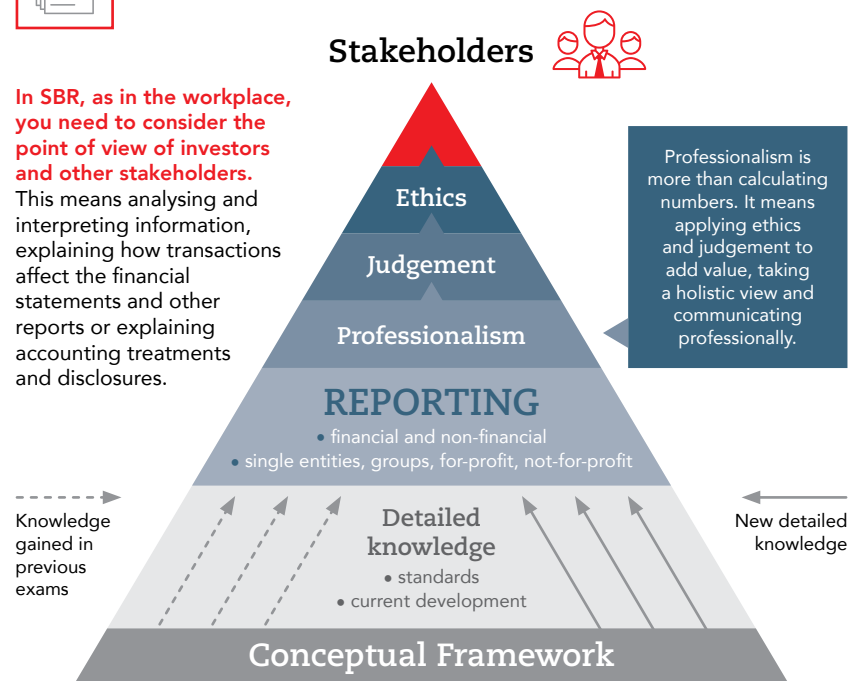 Stakeholders
In SBR, as in the workplace,
you need to consider the
point of view of investors
and other stakeholders.
This means analysing and
interpreting information,
explaining how transactions
affect the financial
statements and other
reports or explaining
accounting treatments
and disclosures.
Ethics
Judgement
Professionalism
Professionalism is
more than calculating
numbers. It means
applying ethics
and judgement to
add value, taking
a holistic view and
communicating
professionally.
REPORTING
• financial and non-financial
• single entities, groups, for-profit, not-for-profit
Knowledge
gained in
previous
exams
Detailed
knowledge
• standards
• current development
New detailed
knowledge
Conceptual Framework